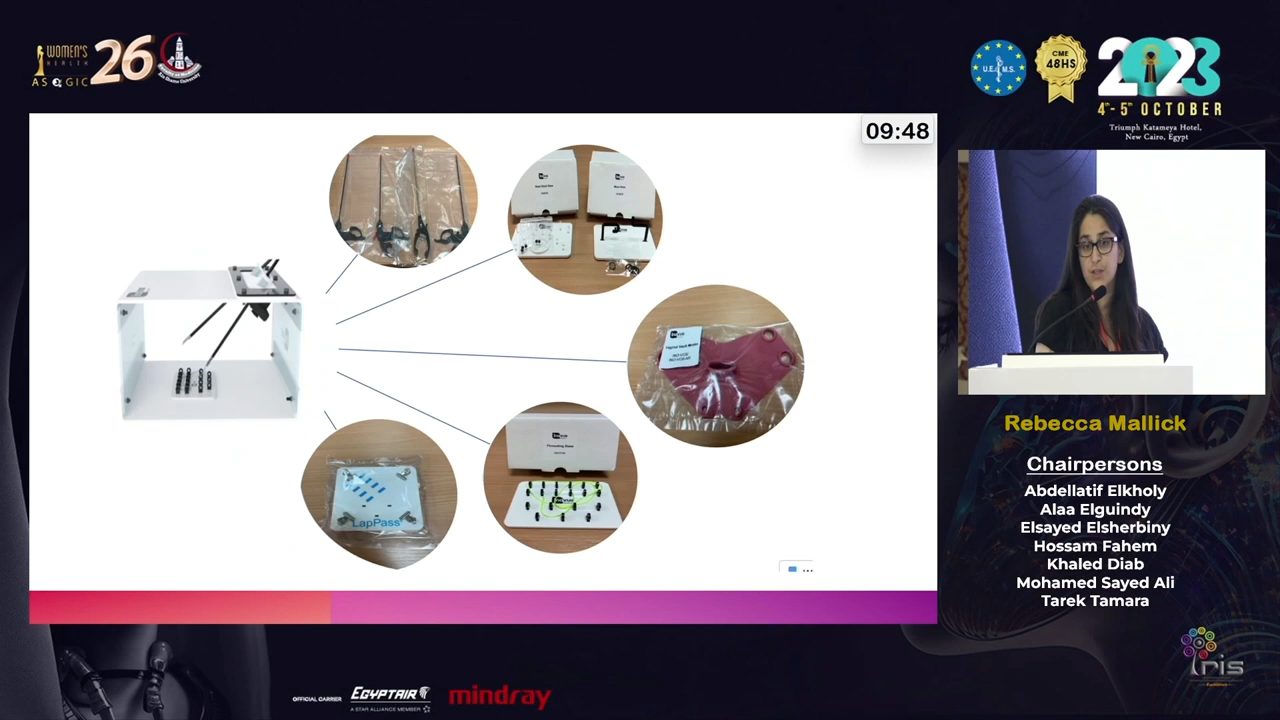 WOMEN'S
HEALTH
ASOGIC
26
U.E.M.S.
CME
48HS
2023
4th - 5th OCTOBER
Triumph Katameya Hotel,
New Cairo, Egypt
09:48
LapPass
Rebecca Mallick
Chairpersons
Abdellatif Elkholy
Alaa Elguindy
Elsayed Elsherbiny
Hossam Fahem
Khaled Diab
Mohamed Sayed Ali
Tarek Tamara
iris
OFFICIAL CARRIER
EGYPTAIR
A STAR ALLIANCE MEMBER
mindray